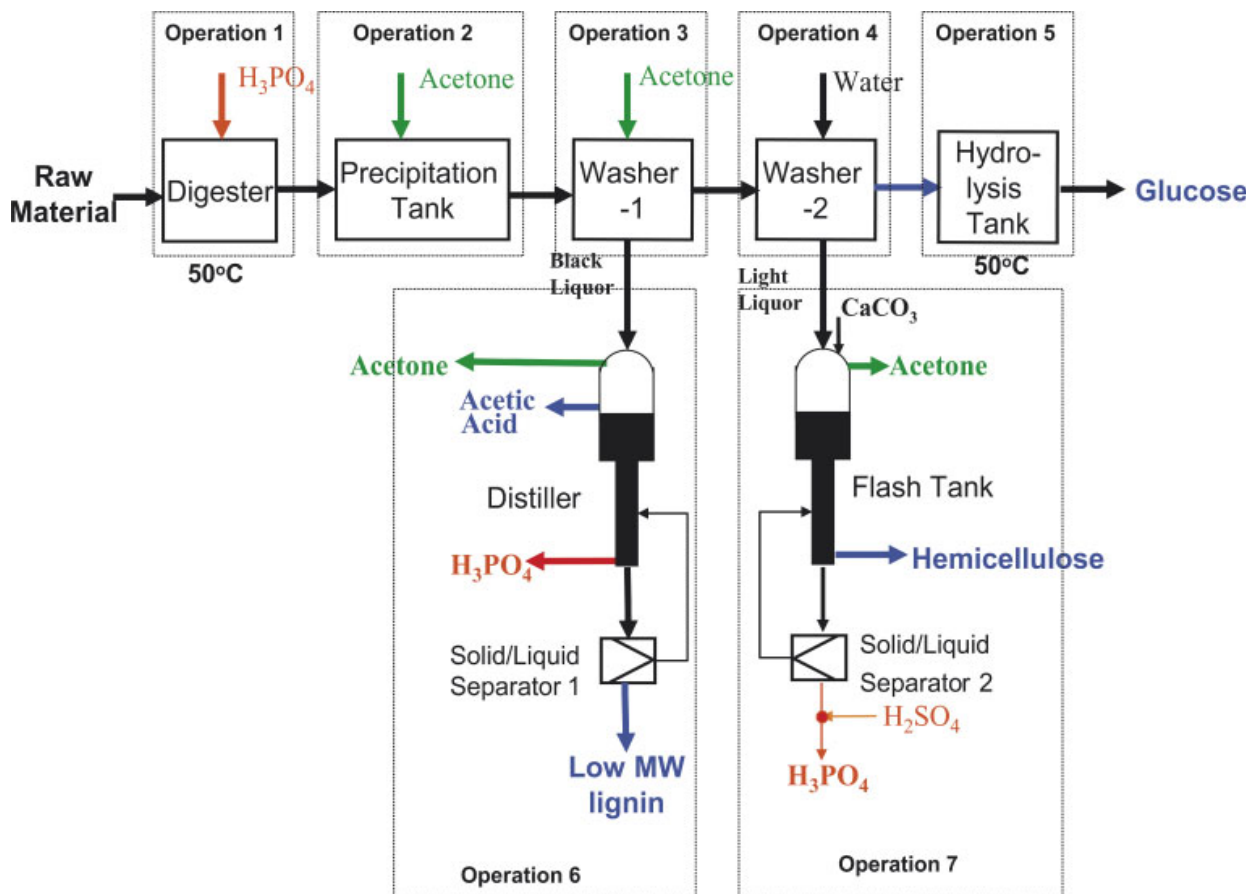 Operation 1
Operation 2
Operation 3
Operation 4
Operation 5
H₃PO₄
Acetone
Acetone
Water
Raw
Material
Digester
Precipitation
Tank
Washer
-1
Washer
-2
Hydro-
lysis
Tank
Glucose
50°C
50°C
Black
Liquor
Light
Liquor
CaCO₃
Acetone
Acetic
Acid
Distiller
H₃PO₄
Solid/Liquid
Separator 1
Low MW
lignin
Operation 6
Acetone
Flash Tank
Hemicellulose
Solid/Liquid
Separator 2
H₂SO₄
H₃PO₄
Operation 7